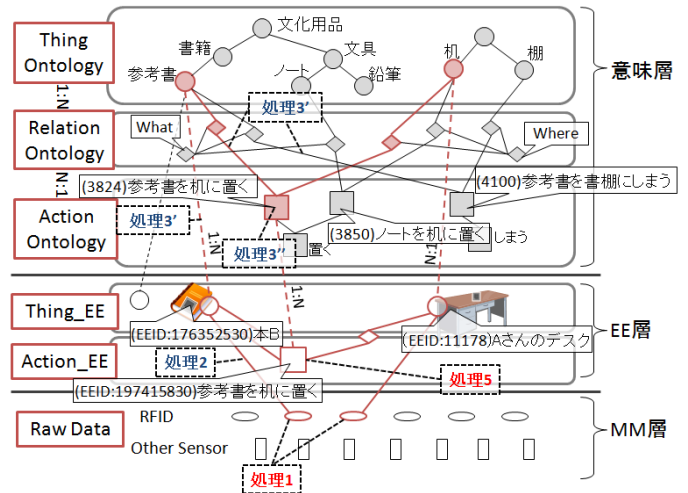 文化用品
Thing
Ontology
書籍
文具
机
棚
参考書
ノート
鉛筆
意味層
1:N
処理3’
What
Relation
Ontology
Where
N:1
(3824)参考書を机に置く
(4100)参考書を書棚にしまう
Action
Ontology
処理3’
(3850)ノートを机に置く
置く
しまう
処理3’’
1:N
1:N
N:1
Thing_EE
(EEID:176352530)本B
(EEID:11178)Aさんのデスク
EE層
Action_EE
処理2
処理5
(EEID:197415830)参考書を机に置く
Raw Data
RFID
Other Sensor
MM層
処理1